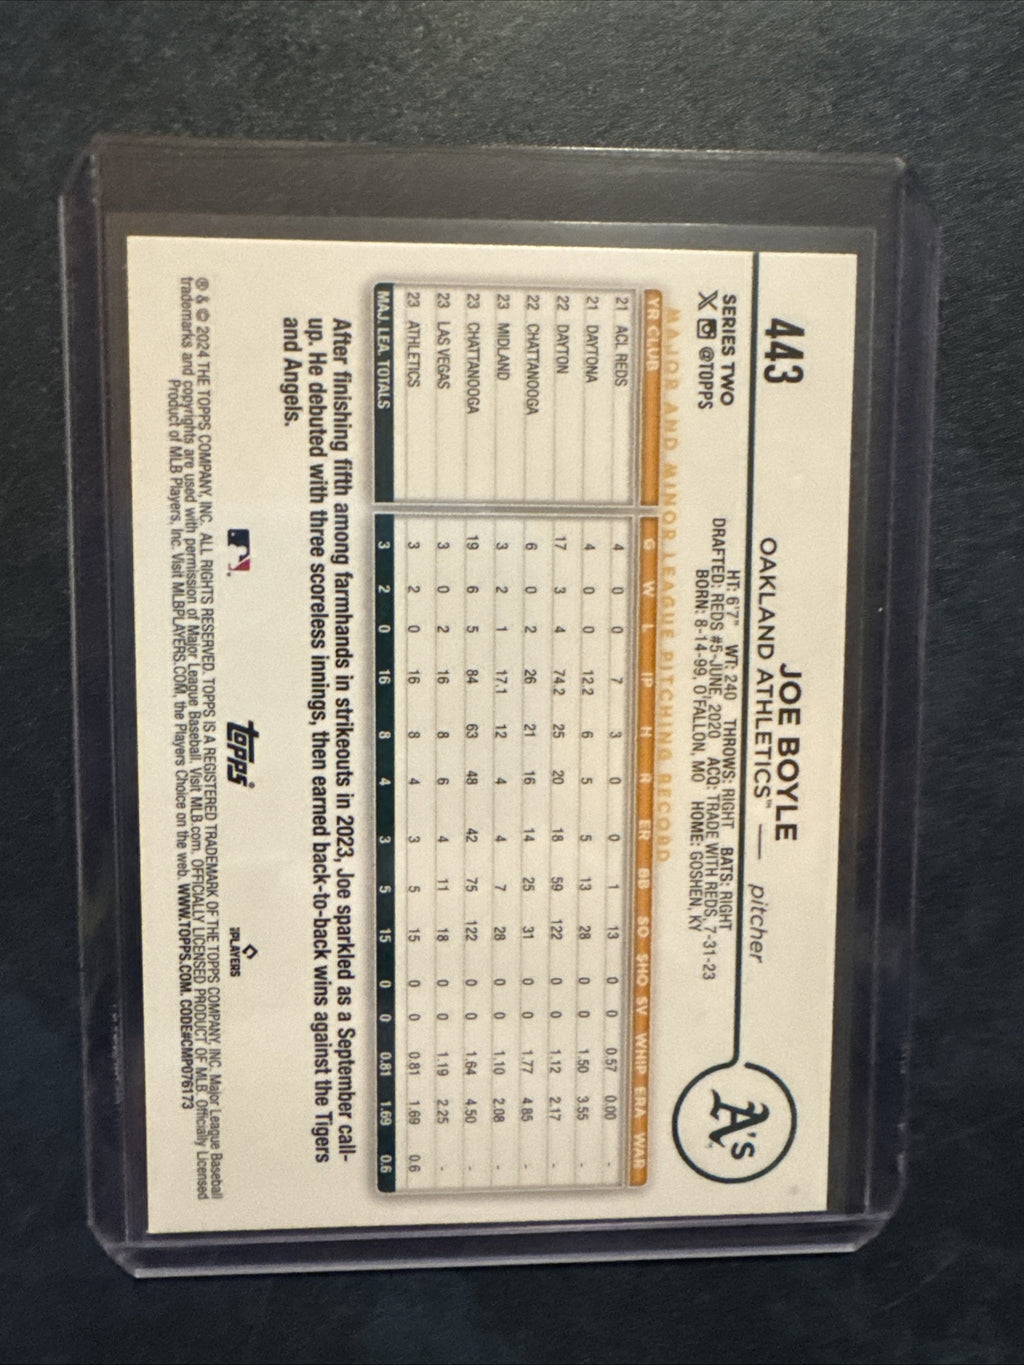 443
JOE BOYLE
OAKLAND ATHLETICS™ — pitcher
A's
SERIES TWO
X @TOPPS
HT: 6'7" WT: 240 THROWS: RIGHT BATS: RIGHT
DRAFTED: REDS #5-JUNE, 2020 ACQ: TRADE WITH REDS, 7-31-23
BORN: 8-14-99, O'FALLON, MO HOME: GOSHEN, KY
MAJOR AND MINOR LEAGUE PITCHING RECORD
YR CLUB G W L IP H R ER BB SO SHO SV WHIP ERA WAR
21 ACL REDS 4 0 0 7 3 0 0 1 13 0 0 0.57 0.00 -
21 DAYTONA 4 0 0 12.2 6 5 5 13 28 0 0 1.50 3.55 -
22 DAYTON 17 3 4 74.2 25 20 18 59 122 0 0 1.12 2.17 -
22 CHATTANOOGA 6 0 2 26 21 16 14 25 31 0 0 1.77 4.85 -
23 MIDLAND 3 2 1 17.1 12 4 4 7 28 0 0 1.10 2.08 -
23 CHATTANOOGA 19 6 5 84 63 48 42 75 122 0 0 1.64 4.50 -
23 LAS VEGAS 3 0 2 16 8 6 4 11 18 0 0 1.19 2.25 -
23 ATHLETICS 3 2 0 16 8 4 3 5 15 0 0 0.81 1.69 0.6
MAJ. LEA. TOTALS 3 2 0 16 8 4 3 5 15 0 0 0.81 1.69 0.6
After finishing fifth among farmhands in strikeouts in 2023, Joe sparkled as a September call-
up. He debuted with three scoreless innings, then earned back-to-back wins against the Tigers
and Angels.
topps
PLAYERS
® & © 2024 THE TOPPS COMPANY, INC. ALL RIGHTS RESERVED. TOPPS IS A REGISTERED TRADEMARK OF THE TOPPS COMPANY, INC. Major League Baseball
trademarks and copyrights are used with permission of Major League Baseball. Visit MLB.com. OFFICIALLY LICENSED PRODUCT OF MLB. Officially Licensed
Product of MLB Players, Inc. Visit MLBPLAYERS.COM, the Players Choice on the web. WWW.TOPPS.COM. CODE#CMP076173